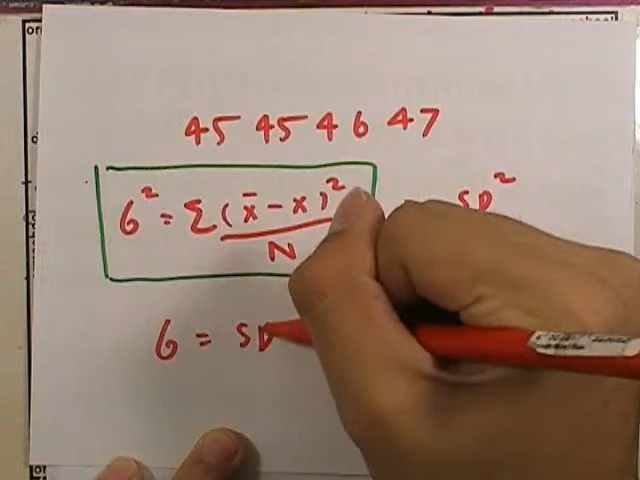 45 45 46 47
σ² = Σ (x̄ - x)² SD²
N
σ = SD